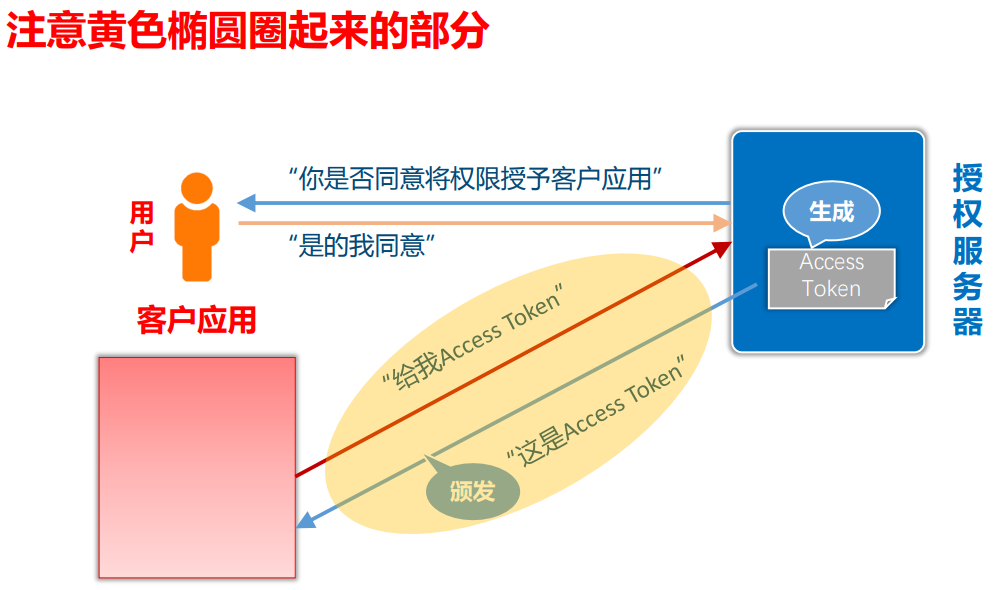 注意黄色椭圆圈起来的部分
“你是否同意将权限授予客户应用”
用户
“是的我同意”
生成
Access
Token
授权服务器
客户应用
“给我Access Token”
“这是Access Token”
颁发